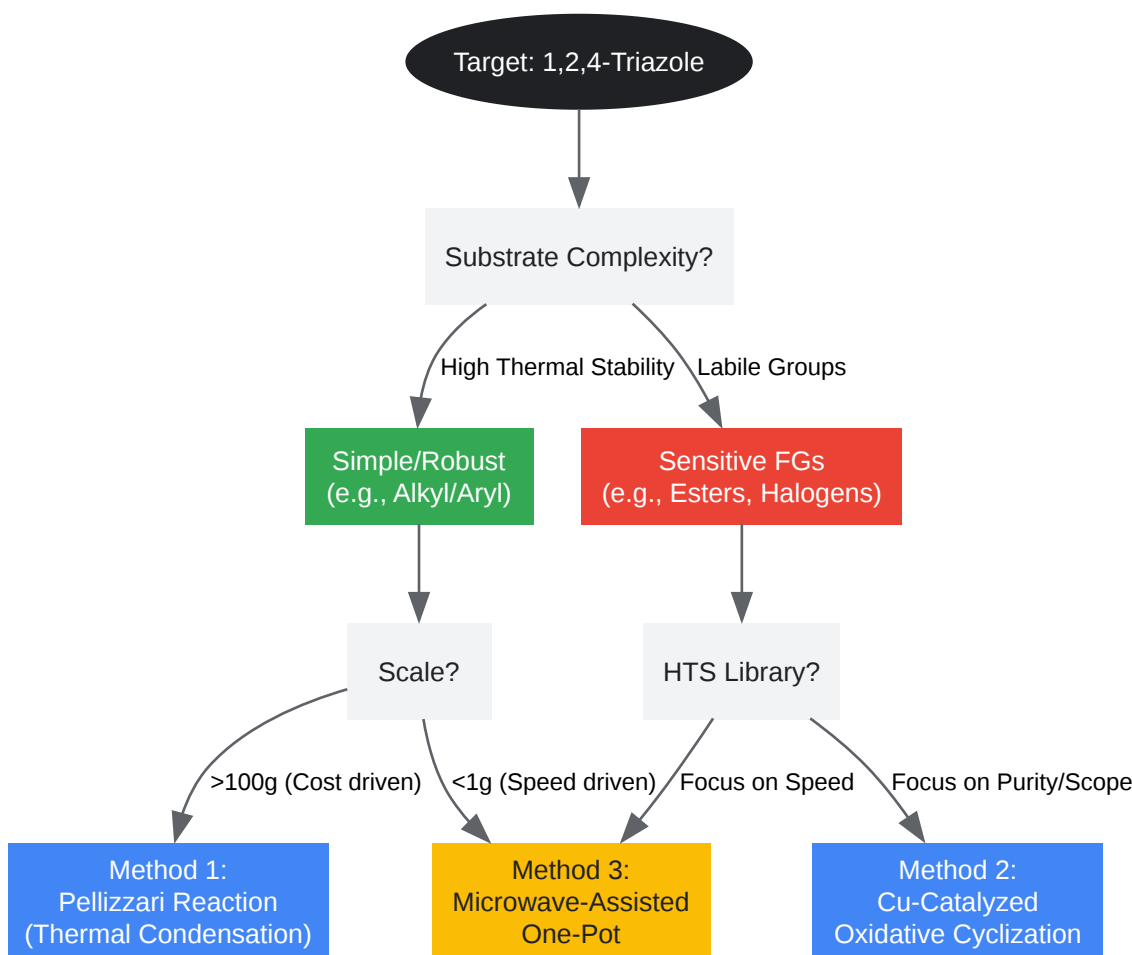 Target: 1,2,4-Triazole
Substrate Complexity?
High Thermal Stability
Labile Groups
Simple/Robust
(e.g., Alkyl/Aryl)
Sensitive FGs
(e.g., Esters, Halogens)
Scale?
HTS Library?
>100g (Cost driven)
<1g (Speed driven)
Focus on Speed
Focus on Purity/Scope
Method 1:
Pellizzari Reaction
(Thermal Condensation)
Method 3:
Microwave-Assisted
One-Pot
Method 2:
Cu-Catalyzed
Oxidative Cyclization